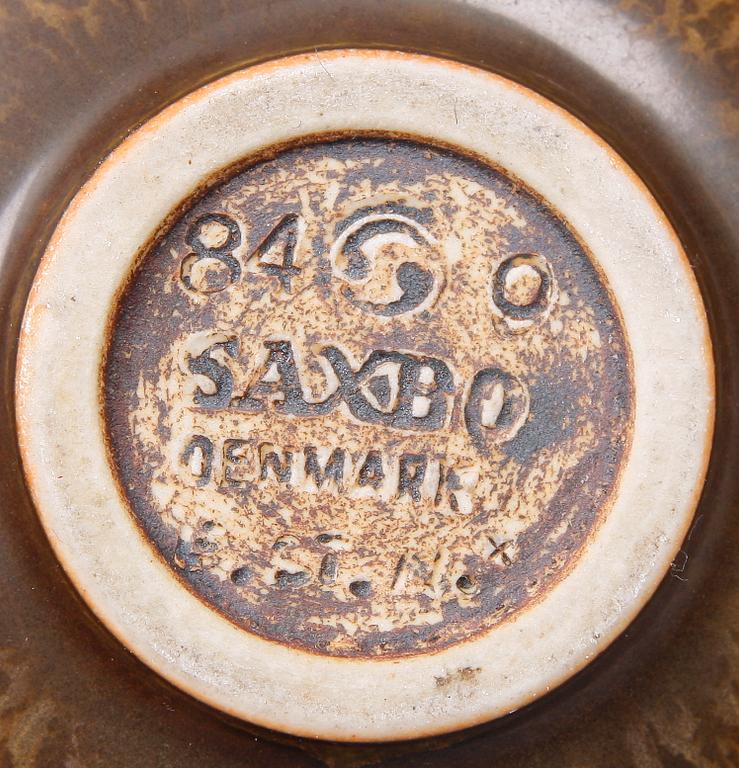 84 O
SAXBO
DENMARK
E. ST. N.